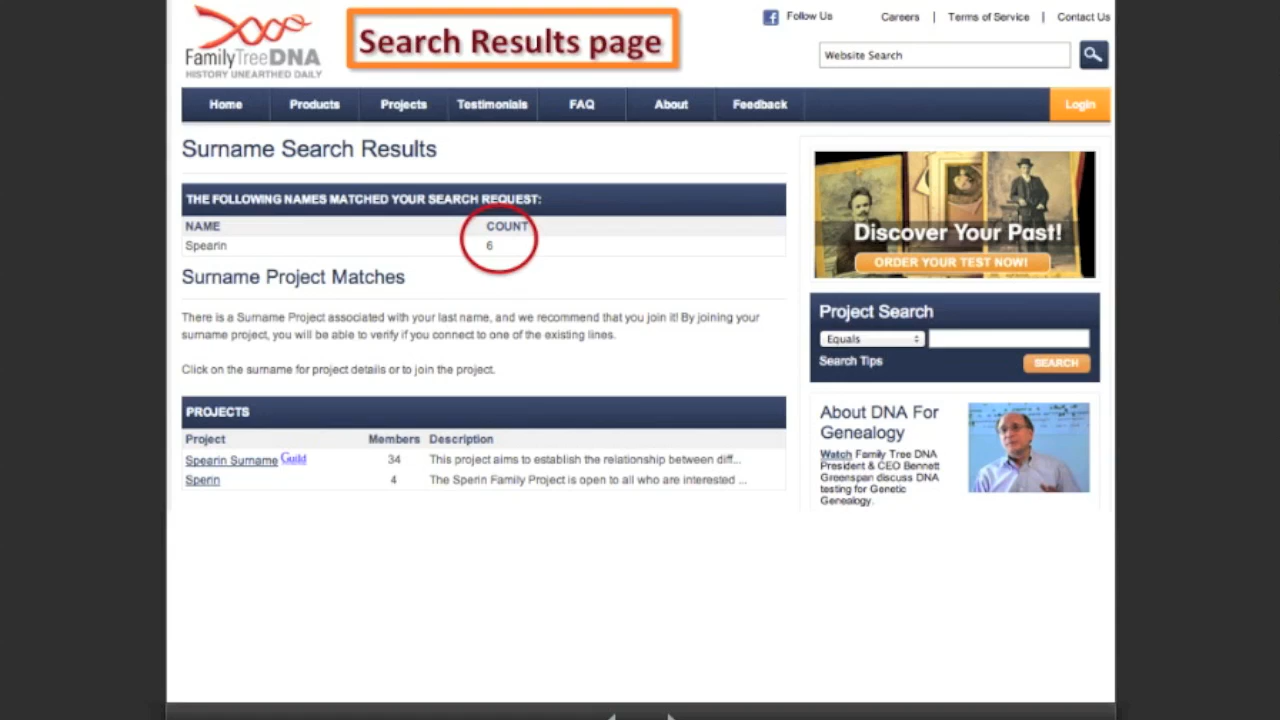 FamilyTreeDNA
HISTORY UNEARTHED DAILY
Search Results page
Follow Us
Careers | Terms of Service | Contact Us
Website Search
Home Products Projects Testimonials FAQ About Feedback Login
Surname Search Results
THE FOLLOWING NAMES MATCHED YOUR SEARCH REQUEST:
NAME COUNT
Spearin 6
Surname Project Matches
There is a Surname Project associated with your last name, and we recommend that you join it! By joining your
surname project, you will be able to verify if you connect to one of the existing lines.
Click on the surname for project details or to join the project.
PROJECTS
Project Members Description
Spearin Surname Guild 34 This project aims to establish the relationship between diff...
Sperin 4 The Sperin Family Project is open to all who are interested ...
Discover Your Past!
ORDER YOUR TEST NOW!
Project Search
Equals
Search Tips SEARCH
About DNA For
Genealogy
Watch Family Tree DNA
President & CEO Bennett
Greenspan discuss DNA
testing for Genetic
Genealogy.